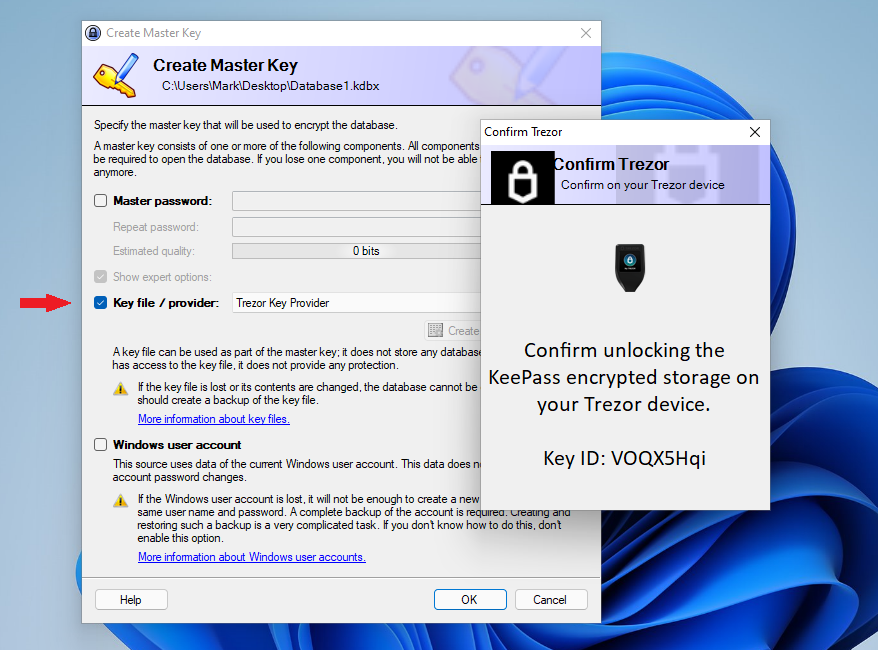 Create Master Key
Create Master Key
C:\Users\Mark\Desktop\Database1.kdbx
Specify the master key that will be used to encrypt the database.
A master key consists of one or more of the following components. All components
be required to open the database. If you lose one component, you will not be able
anymore.
Master password:
Repeat password:
Estimated quality:
0 bits
Show expert options:
Key file / provider:
Trezor Key Provider
Create
A key file can be used as part of the master key; it does not store any database
has access to the key file, it does not provide any protection.
If the key file is lost or its contents are changed, the database cannot be
should create a backup of the key file.
More information about key files.
Windows user account
This source uses data of the current Windows user account. This data does
account password changes.
If the Windows user account is lost, it will not be enough to create a new
same user name and password. A complete backup of the account is required. Creating and
restoring such a backup is a very complicated task. If you don't know how to do this, don't
enable this option.
More information about Windows user accounts.
Help
OK
Cancel
Confirm Trezor
Confirm Trezor
Confirm on your Trezor device
Confirm unlocking the
KeePass encrypted storage on
your Trezor device.
Key ID: VOQX5Hqi